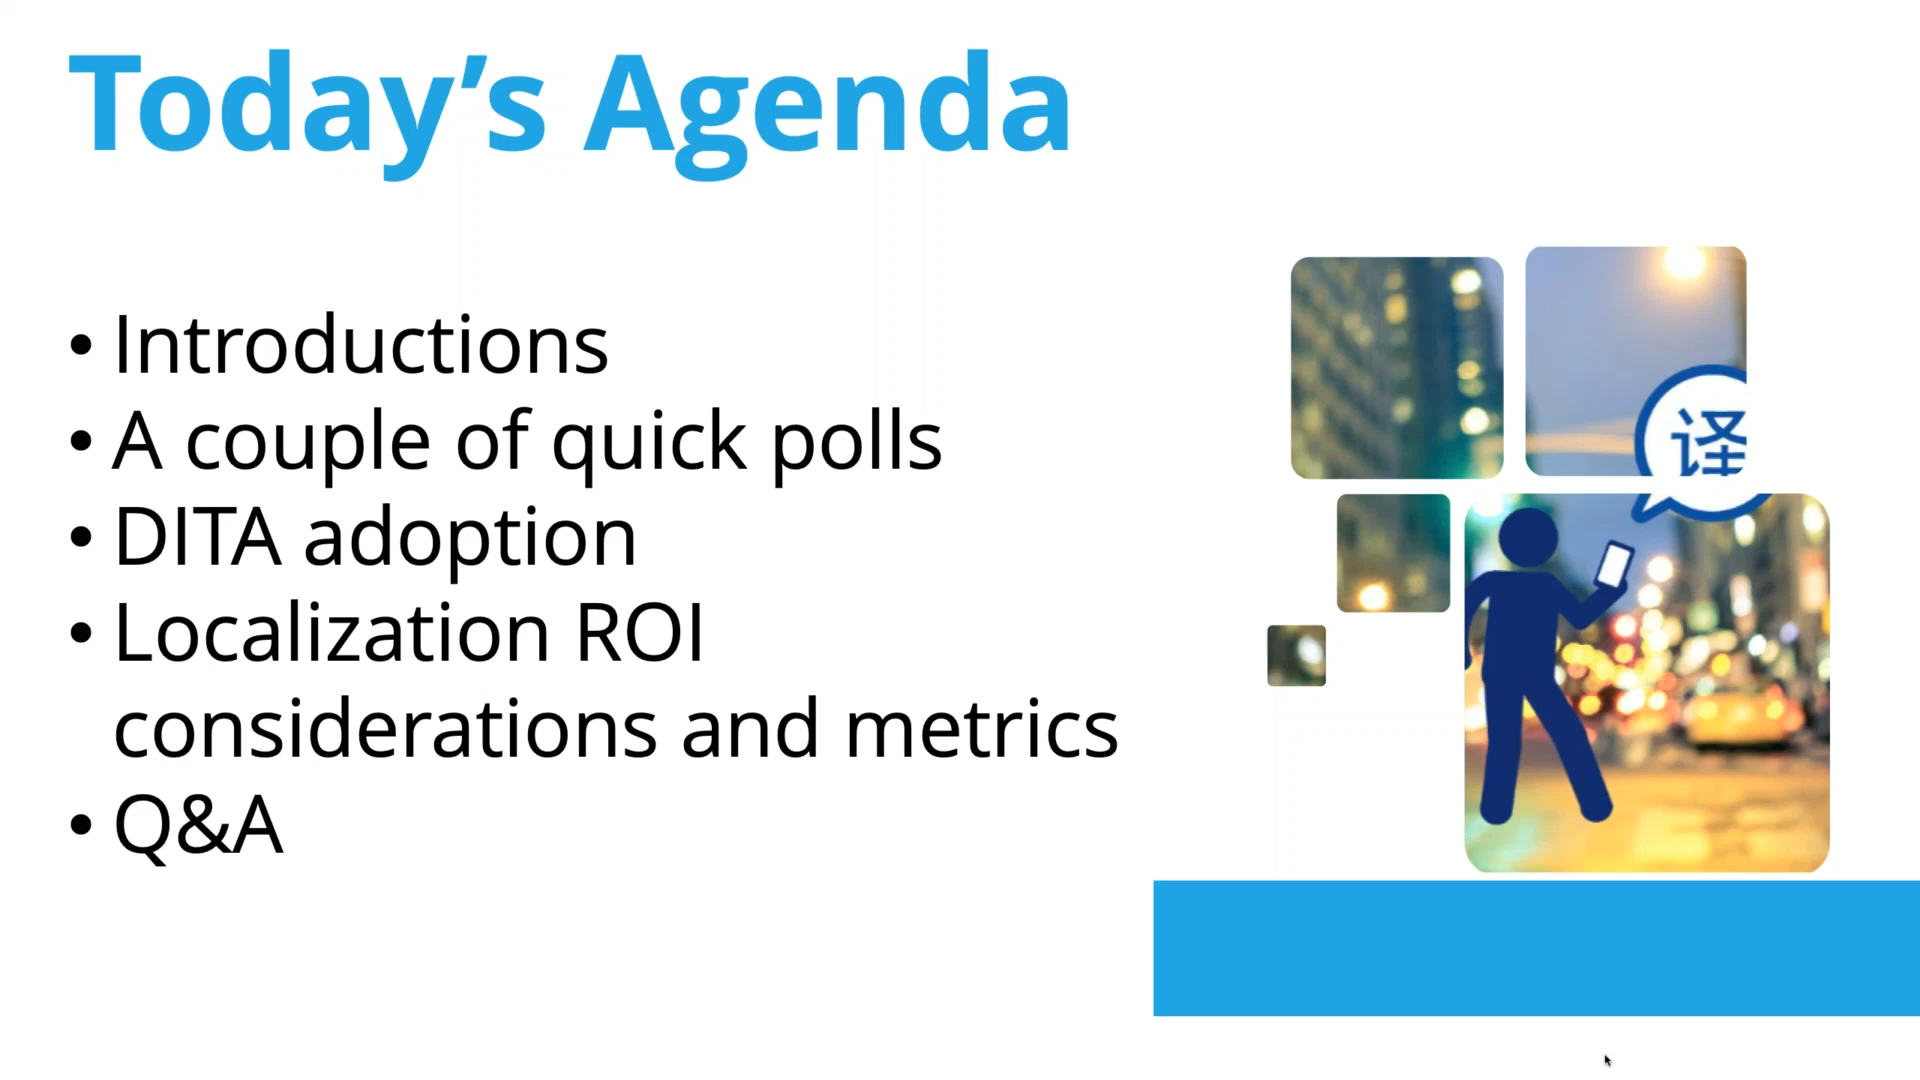 Today’s Agenda
• Introductions
• A couple of quick polls
• DITA adoption
• Localization ROI
considerations and metrics
• Q&A
译